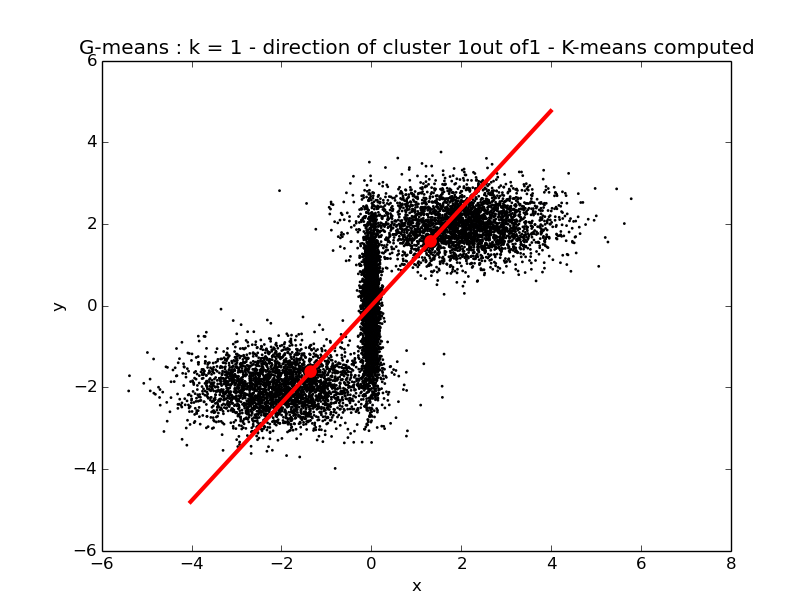 G-means : k = 1 - direction of cluster 1out of1 - K-means computed
6
4
2
0
−2
−4
−6
y
−6 −4 −2 0 2 4 6 8
x